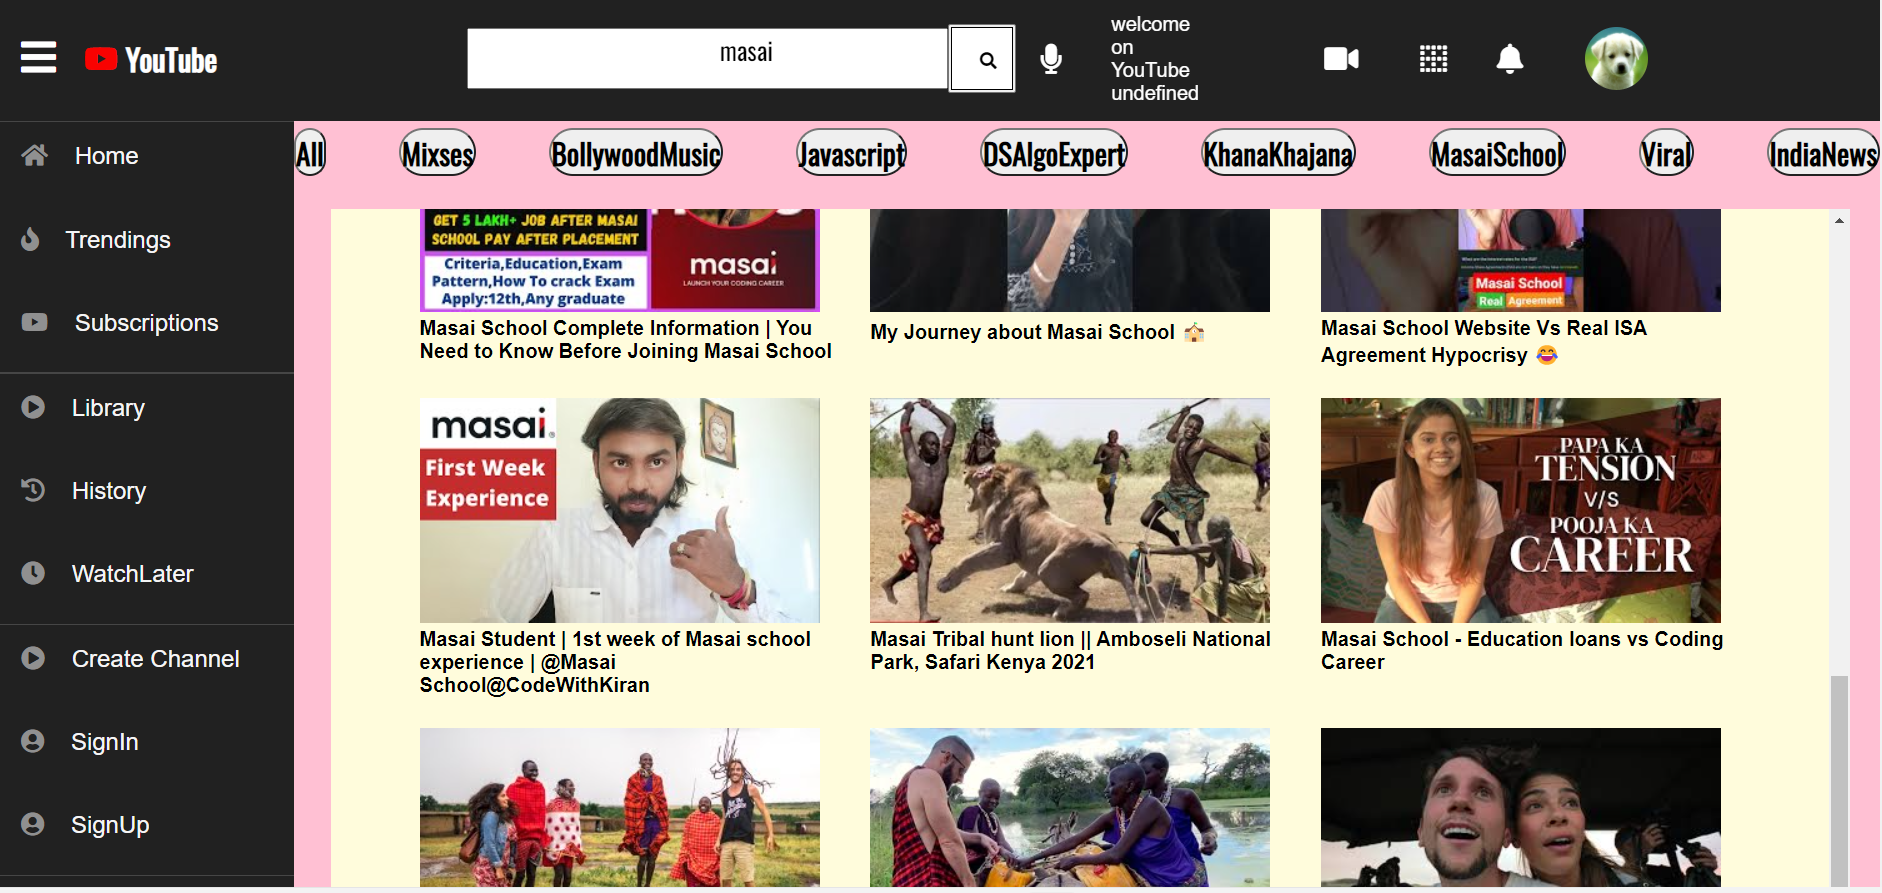 YouTube
masai
welcome
on
YouTube
undefined
Home
Trendings
Subscriptions
Library
History
WatchLater
Create Channel
SignIn
SignUp
All Mixses BollywoodMusic Javascript DSAlgoExpert KhanaKhajana MasaiSchool Viral IndiaNews
GET 5 LAKH+ JOB AFTER MASAI
SCHOOL PAY AFTER PLACEMENT
Criteria,Education,Exam
Pattern,How To crack Exam
Apply:12th,Any graduate
masai
LAUNCH YOUR CODING CAREER
Masai School Complete Information | You
Need to Know Before Joining Masai School
My Journey about Masai School 🏫
Masai School
Real Agreement
Masai School Website Vs Real ISA
Agreement Hypocrisy 😂
masai.
First Week
Experience
Masai Student | 1st week of Masai school
experience | @Masai
School@CodeWithKiran
Masai Tribal hunt lion || Amboseli National
Park, Safari Kenya 2021
PAPA KA
TENSION
V/S
POOJA KA
CAREER
Masai School - Education loans vs Coding
Career